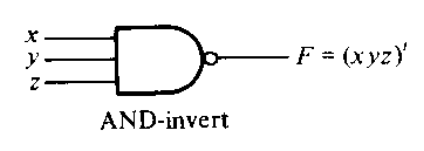 x
y
z
F = (xyz)'
AND-invert